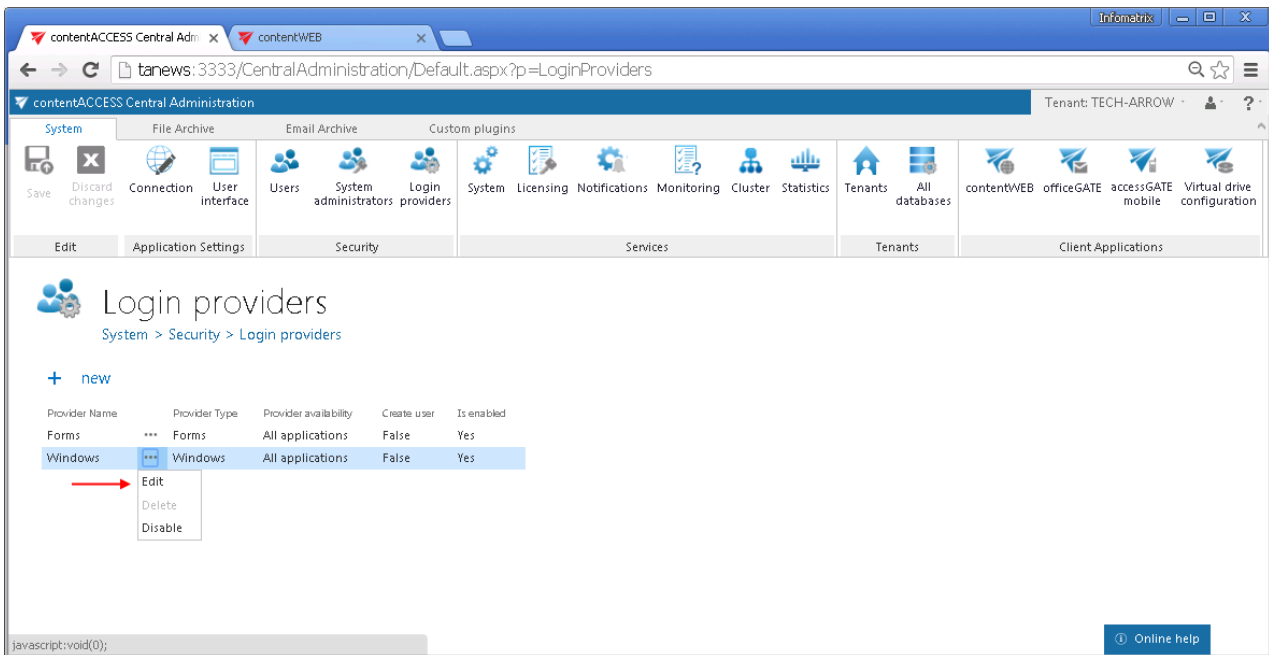 Infomatrix
contentACCESS Central Adm
contentWEB
tanews:3333/CentralAdministration/Default.aspx?p=LoginProviders
contentACCESS Central Administration
Tenant: TECH-ARROW
?
System
File Archive
Email Archive
Custom plugins
Save
Discard changes
Connection
User interface
Users
System administrators
Login providers
System
Licensing
Notifications
Monitoring
Cluster
Statistics
Tenants
All databases
contentWEB
officeGATE
accessGATE mobile
Virtual drive configuration
Edit
Application Settings
Security
Services
Tenants
Client Applications
Login providers
System > Security > Login providers
+ new
Provider Name Provider Type Provider availability Create user Is enabled
Forms ... Forms All applications False Yes
Windows ... Windows All applications False Yes
Edit
Delete
Disable
Online help
javascript:void(0);